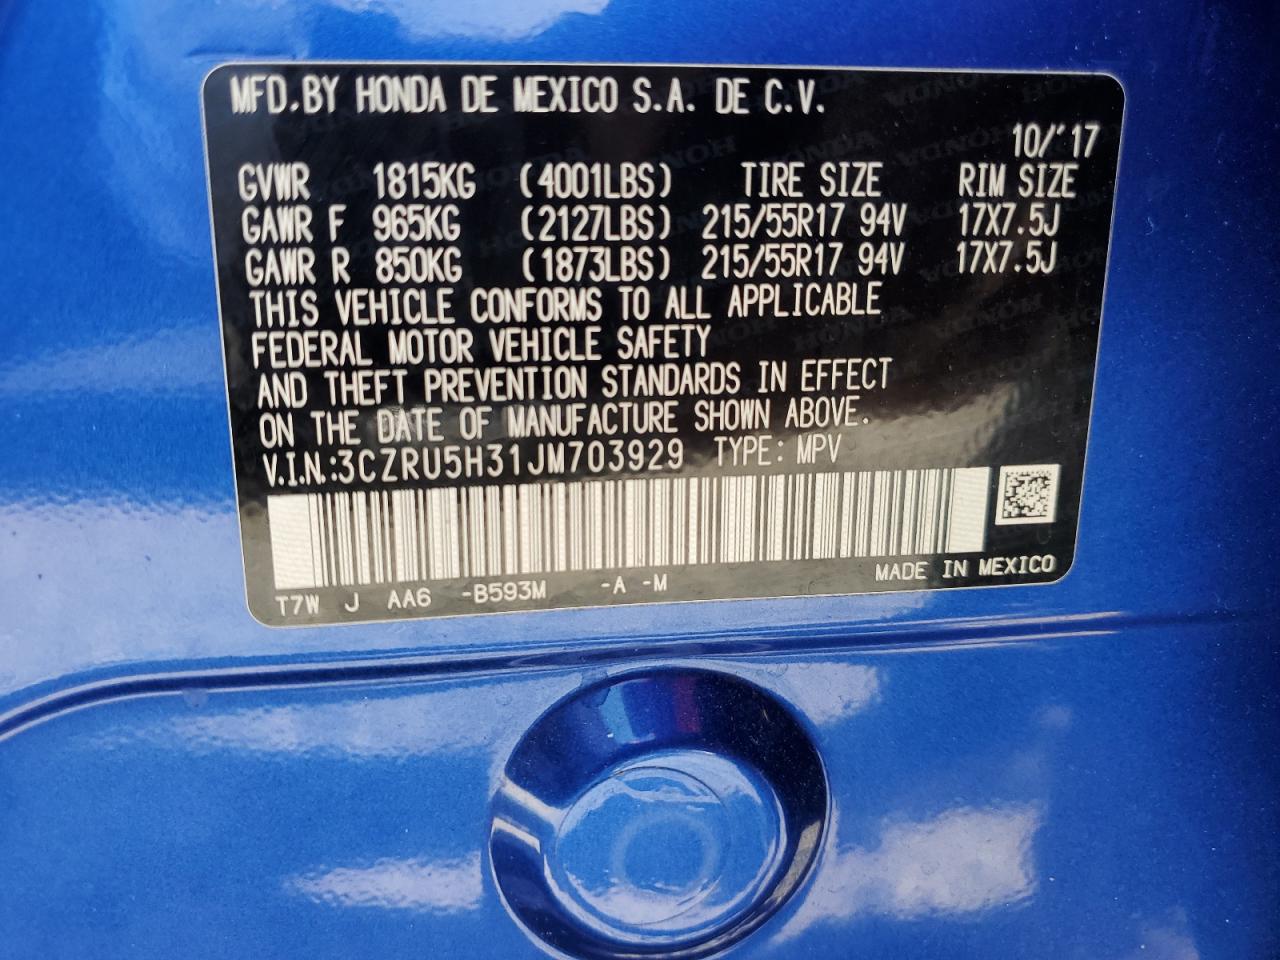 MFD.BY HONDA DE MEXICO S.A. DE C.V.
10/'17
GVWR 1815KG (4001LBS) TIRE SIZE RIM SIZE
GAWR F 965KG (2127LBS) 215/55R17 94V 17X7.5J
GAWR R 850KG (1873LBS) 215/55R17 94V 17X7.5J
THIS VEHICLE CONFORMS TO ALL APPLICABLE
FEDERAL MOTOR VEHICLE SAFETY
AND THEFT PREVENTION STANDARDS IN EFFECT
ON THE DATE OF MANUFACTURE SHOWN ABOVE.
V.I.N.:3CZRU5H31JM703929 TYPE: MPV
T7W J AA6 -B593M -A -M MADE IN MEXICO